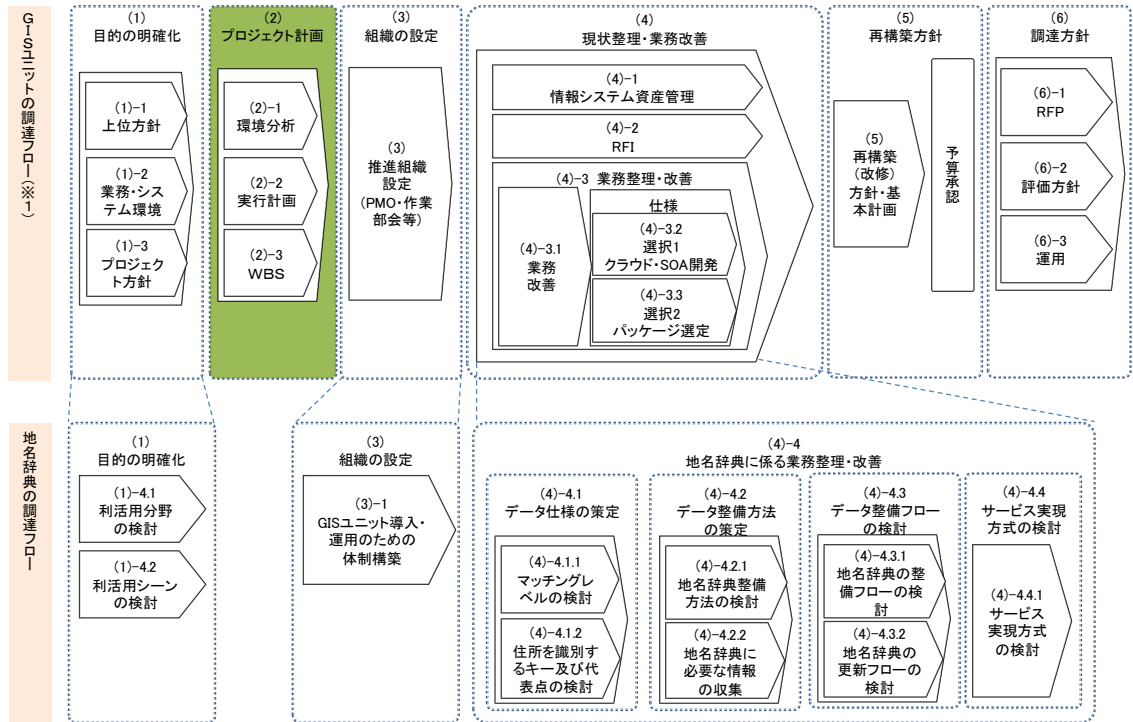 GISユニットの調達フロー(※1)
(1)
目的の明確化
(1)-1
上位方針
(1)-2
業務・シス
テム環境
(1)-3
プロジェク
ト方針
(2)
プロジェクト計画
(2)-1
環境分析
(2)-2
実行計画
(2)-3
WBS
(3)
組織の設定
(3)
推進組織
設定
(PMO・作業
部会等)
(4)
現状整理・業務改善
(4)-1
情報システム資産管理
(4)-2
RFI
(4)-3 業務整理・改善
(4)-3.1
業務
改善
仕様
(4)-3.2
選択1
クラウド・SOA開発
(4)-3.3
選択2
パッケージ選定
(5)
再構築方針
(5)
再構築
(改修)
方針・基
本計画
予算承認
(6)
調達方針
(6)-1
RFP
(6)-2
評価方針
(6)-3
運用
地名辞典の調達フロー
(1)
目的の明確化
(1)-4.1
利活用分野
の検討
(1)-4.2
利活用シーン
の検討
(3)
組織の設定
(3)-1
GISユニット導入・
運用のための
体制構築
(4)-4
地名辞典に係る業務整理・改善
(4)-4.1
データ仕様の策定
(4)-4.1.1
マッチングレ
ベルの検討
(4)-4.1.2
住所を識別す
るキー及び代
表点の検討
(4)-4.2
データ整備方法
の策定
(4)-4.2.1
地名辞典整備
方法の検討
(4)-4.2.2
地名辞典に
必要な情報
の収集
(4)-4.3
データ整備フロー
の検討
(4)-4.3.1
地名辞典の整
備フローの検
討
(4)-4.3.2
地名辞典の
更新フローの
検討
(4)-4.4
サービス実現
方式の検討
(4)-4.4.1
サービス
実現方式
の検討